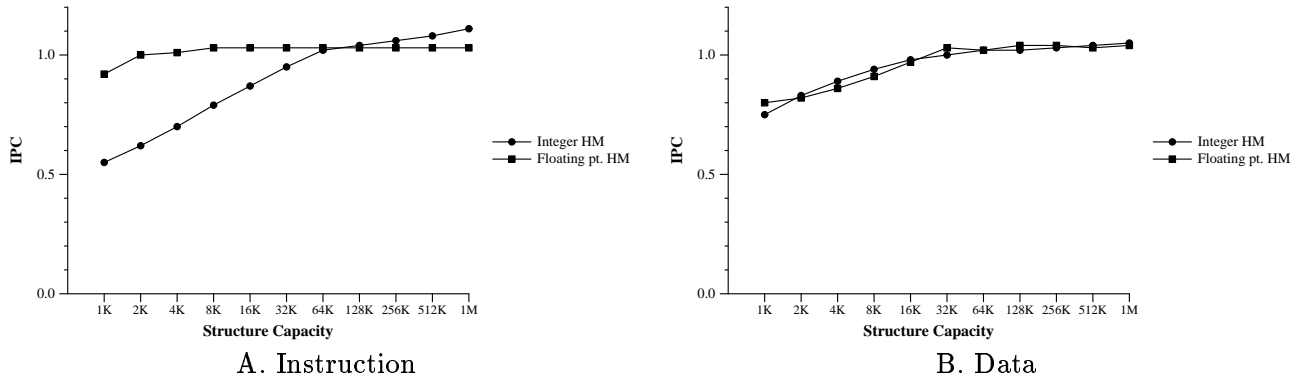 1.0
0.5
0.0
IPC
1K 2K 4K 8K 16K 32K 64K 128K 256K 512K 1M
Structure Capacity
Integer HM
Floating pt. HM
A. Instruction
1.0
0.5
0.0
IPC
1K 2K 4K 8K 16K 32K 64K 128K 256K 512K 1M
Structure Capacity
Integer HM
Floating pt. HM
B. Data